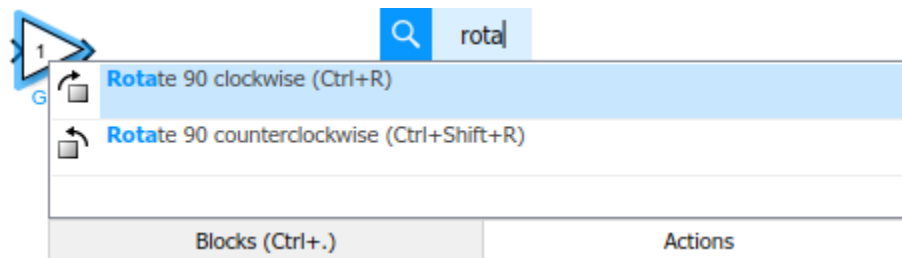 rota
1
Rotate 90 clockwise (Ctrl+R)
G
Rotate 90 counterclockwise (Ctrl+Shift+R)
Blocks (Ctrl+.) Actions